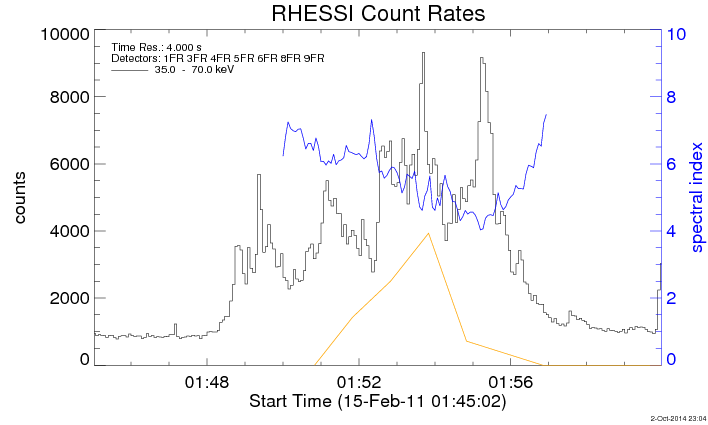 RHESSI Count Rates
10000
8000
6000
4000
2000
0
counts
Time Res.: 4.000 s
Detectors: 1FR 3FR 4FR 5FR 6FR 8FR 9FR
35.0 - 70.0 keV
10
8
6
4
2
0
spectral index
01:48 01:52 01:56
Start Time (15-Feb-11 01:45:02)
2-Oct-2014 23:04